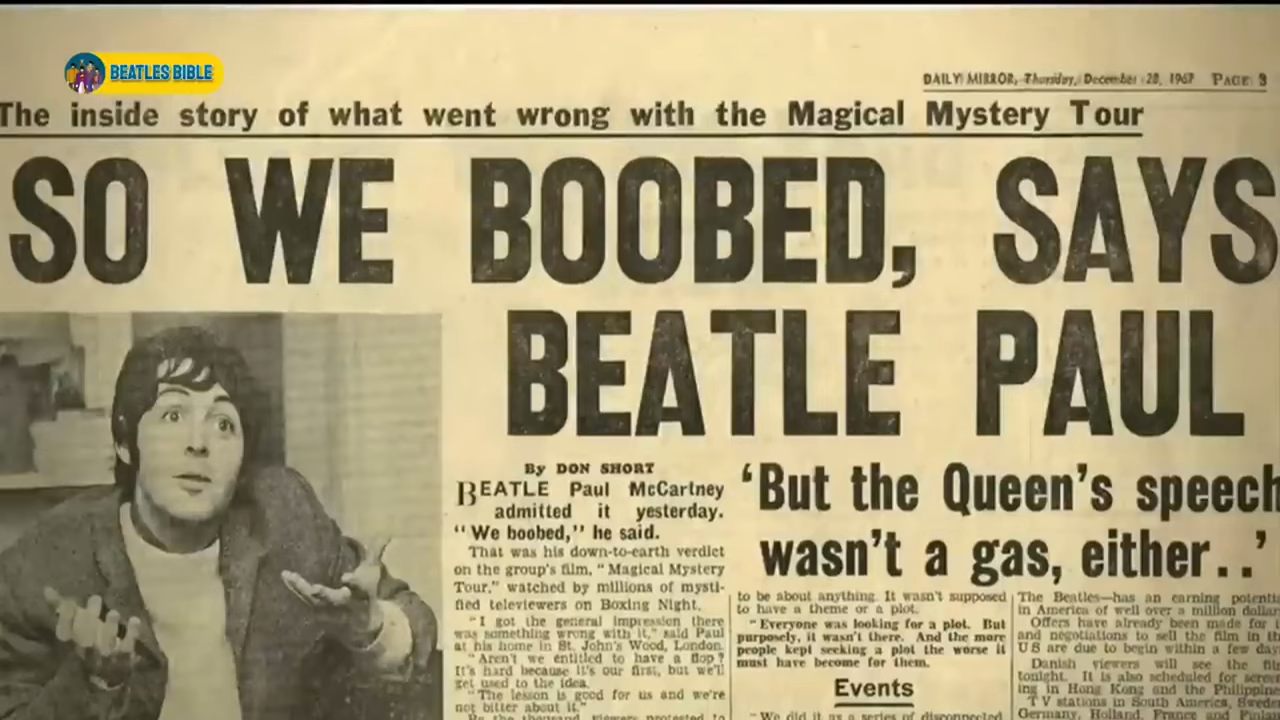 BEATLES BIBLE
DAILY MIRROR, Thursday, December 28, 1967 PAGE 3
The inside story of what went wrong with the Magical Mystery Tour
SO WE BOOBED, SAYS
BEATLE PAUL
By DON SHORT
BEATLE Paul McCartney
admitted it yesterday.
"We boobed," he said.
That was his down-to-earth verdict
on the group's film, "Magical Mystery
Tour," watched by millions of mysti-
fied televiewers on Boxing Night.
"I got the general impression there
was something wrong with it," said Paul
at his home in St. John's Wood, London.
"Aren't we entitled to have a flop?
It's hard because it's our first, but we'll
get used to the idea.
"The lesson is good for us and we're
not bitter about it."
'But the Queen's speech
wasn't a gas, either..'
to be about anything. It wasn't supposed
to have a theme or a plot.
"Everyone was looking for a plot. But
purposely, it wasn't there. And the more
people kept seeking a plot the worse it
must have become for them.
Events
"We did it as a series of disconnected
The Beatles—has an earning potenti
in America of well over a million dollar
Offers have already been made for
and negotiations to sell the film in th
US are due to begin within a few day
Danish viewers will see the fil
tonight. It is also scheduled for scree
ing in Hong Kong and the Philippine
TV stations in South America, Swede
Germany, Holland, France and